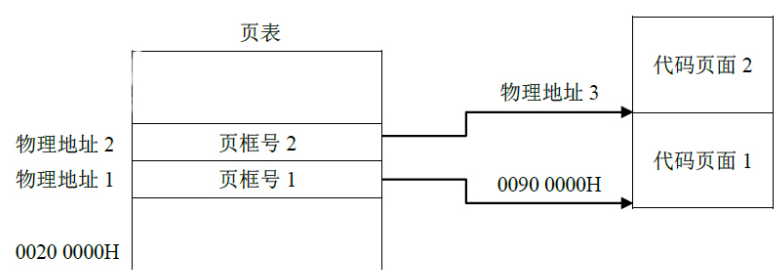 页表
代码页面 2
物理地址 3
物理地址 2
页框号 2
代码页面 1
物理地址 1
页框号 1
0090 0000H
0020 0000H